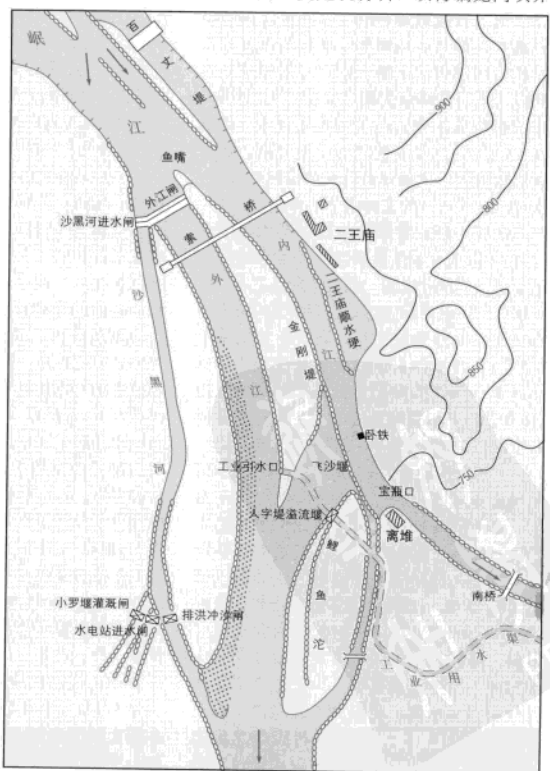 岷江
百丈堤
鱼嘴
外江闸
沙黑河进水闸
索桥
二王庙
内江
外江
沙黑河
金刚堤
二王庙顺水埂
900
800
850
750
卧铁
工业引水口
飞沙堰
宝瓶口
人字堤溢流堰
离堆
鲤鱼沱
南桥
小罗堰灌溉闸
水电站进水闸
排洪冲沙闸
工业用水渠